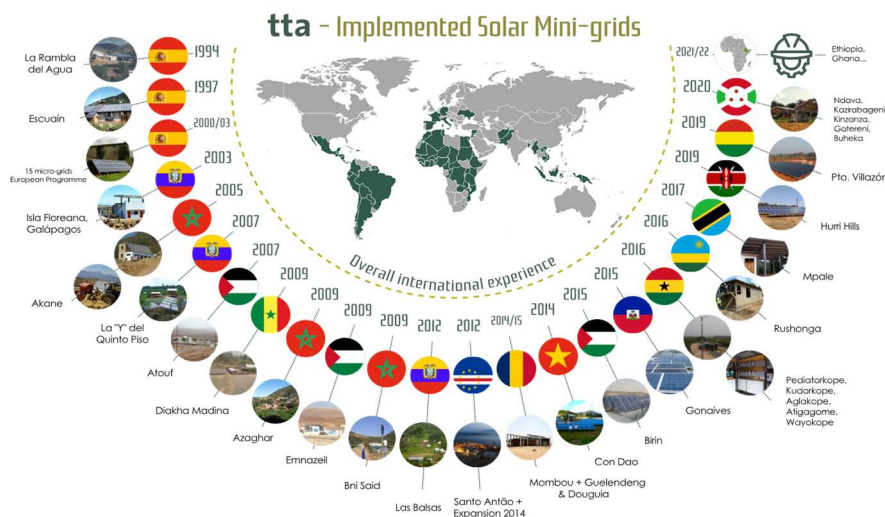 tta - Implemented Solar Mini-grids
1994
La Rambla
del Agua
1997
Escuaín
2000/03
15 micro-grids
European Programme
2003
Isla Floreana,
Galápagos
2005
Akane
2007
La "Y" del
Quinto Piso
2007
Atouf
2009
Diakha Madina
2009
Azaghar
2009
Emnazeil
2009
Bni Said
2012
Las Balsas
2012
Santo Antão +
Expansion 2014
2014/15
Mombou + Guelendeng
& Douguia
2014
Con Dao
2015
Birin
2015
Gonaives
2016
Pediatorkope,
Kudorkope,
Aglakope,
Atigagome,
Wayokope
2016
Rushonga
2017
Mpale
2019
Hurri Hills
2019
Pto. Villazón
2020
Ndava,
Kazirabageni
Kinzanza,
Gatereni,
Buheka
2021/22
Ethiopia,
Ghana...
Overall international experience